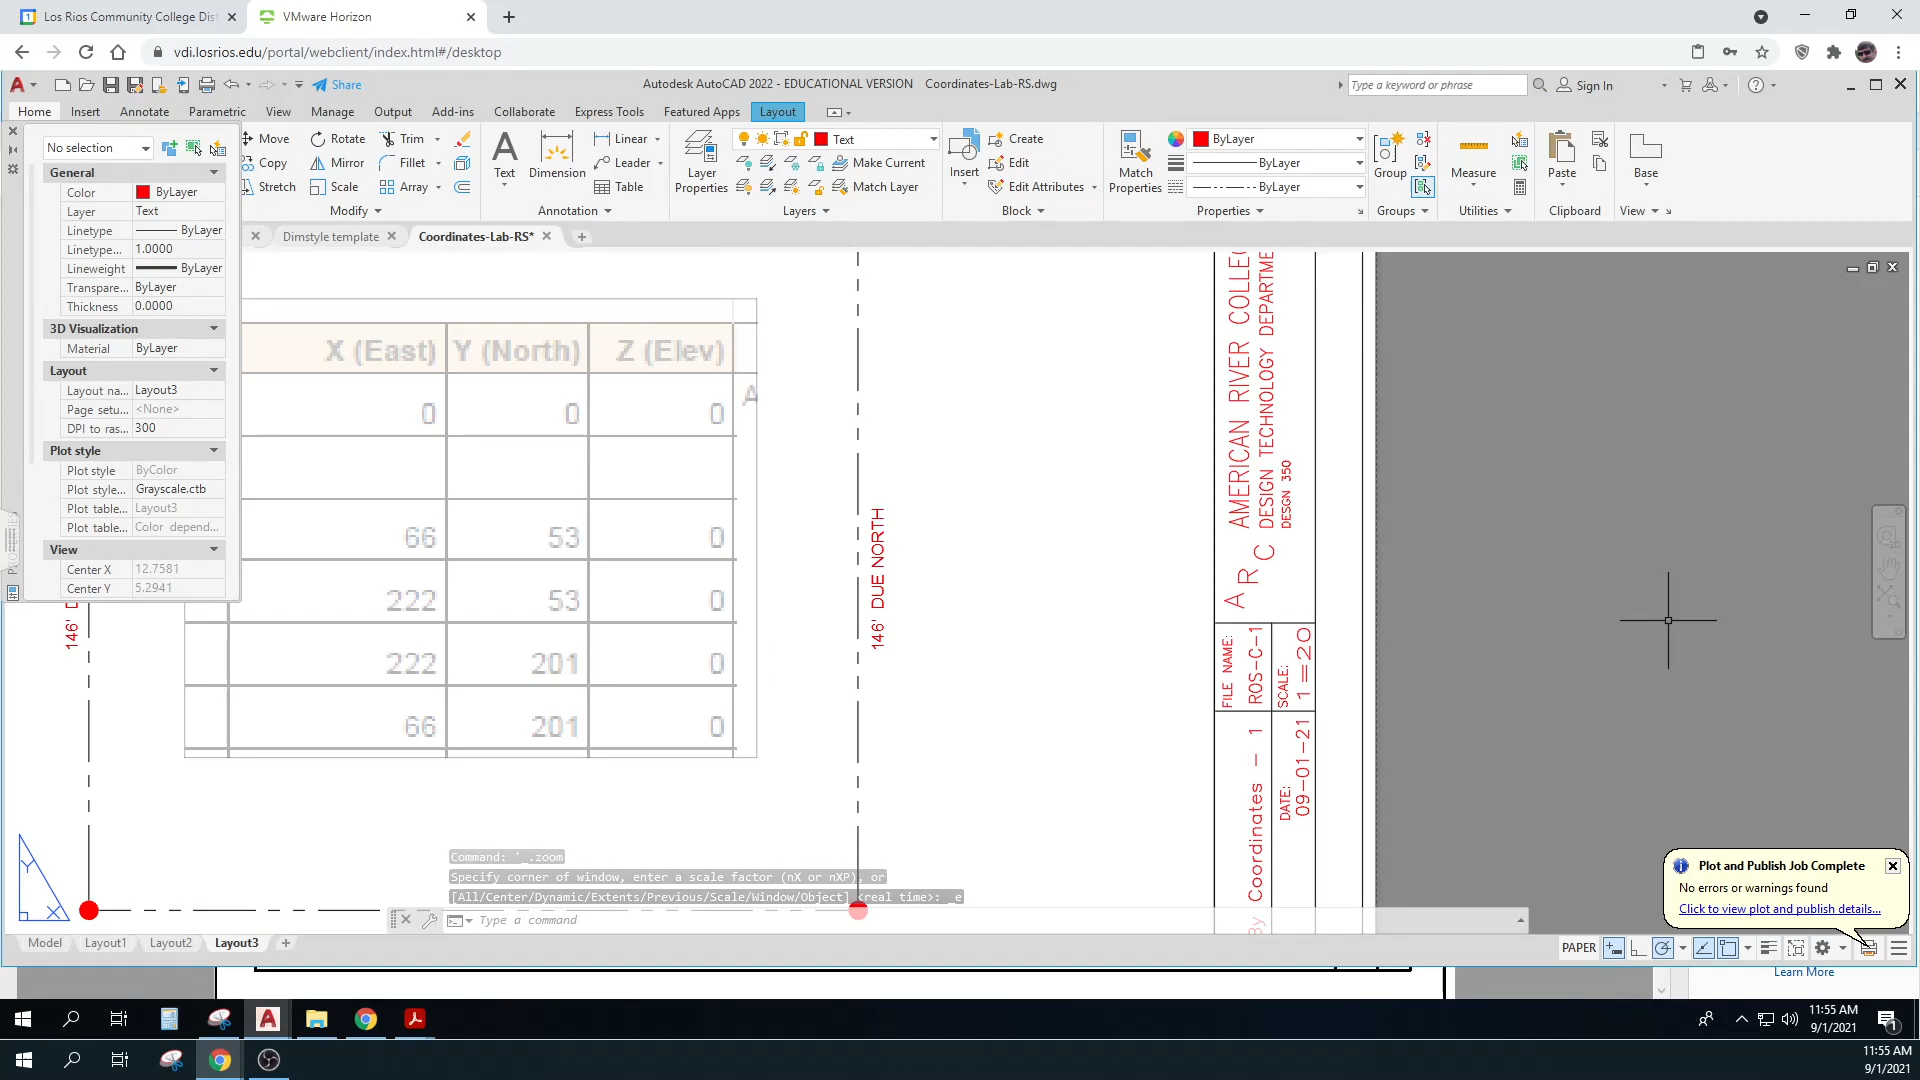 Los Rios Community College Dist
VMware Horizon
vdi.losrios.edu/portal/webclient/index.html#/desktop
Share
Autodesk AutoCAD 2022 - EDUCATIONAL VERSION Coordinates-Lab-RS.dwg
Type a keyword or phrase
Sign In
Home Insert Annotate Parametric View Manage Output Add-ins Collaborate Express Tools Featured Apps Layout
No selection
Move Rotate Trim
Copy Mirror Fillet
Stretch Scale Array
Modify
Text Dimension
Linear
Leader
Table
Annotation
Layer Properties
Text
Make Current
Match Layer
Layers
Insert
Create
Edit
Edit Attributes
Block
Match Properties
ByLayer
ByLayer
ByLayer
Properties
Group
Groups
Measure
Utilities
Paste
Clipboard
Base
View
Dimstyle template
Coordinates-Lab-RS*
General
Color ByLayer
Layer Text
Linetype ByLayer
Linetype... 1.0000
Lineweight ByLayer
Transpare... ByLayer
Thickness 0.0000
3D Visualization
Material ByLayer
Layout
Layout na... Layout3
Page setu... <None>
DPI to ras... 300
Plot style
Plot style ByColor
Plot style... Grayscale.ctb
Plot table... Layout3
Plot table... Color depend...
View
Center X 12.7581
Center Y 5.2941
X (East) Y (North) Z (Elev)
0 0 0 A
66 53 0
222 53 0
222 201 0
66 201 0
146' D
146' DUE NORTH
AMERICAN RIVER COLLEG
DESIGN TECHNOLOGY DEPARTME
DESGN 350
A R C
FILE NAME:
ROS-C-1
SCALE:
1=20
By Coordinates - 1
DATE:
09-01-21
Y
X
Command: '_.zoom
Specify corner of window, enter a scale factor (nX or nXP), or
[All/Center/Dynamic/Extents/Previous/Scale/Window/Object] <real time>: _e
Type a command
Plot and Publish Job Complete
No errors or warnings found
Click to view plot and publish details...
Model Layout1 Layout2 Layout3
PAPER
Learn More
11:55 AM
9/1/2021
11:55 AM
9/1/2021